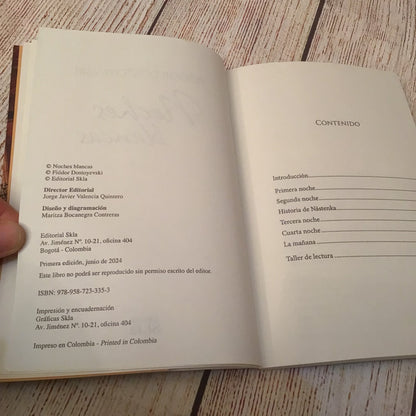 Noches
blancas
© Noches blancas
© Fiódor Dostoyevski
© Editorial Skla
Director Editorial
Jorge Javier Valencia Quintero
Diseño y diagramación
Maritza Bocanegra Contreras
Editorial Skla
Av. Jiménez Nº. 10-21, oficina 404
Bogotá - Colombia
Primera edición, junio de 2024
Este libro no podrá ser reproducido sin permiso escrito del editor.
ISBN: 978-958-723-335-3
Impresión y encuadernación
Gráficas Skla
Av. Jiménez Nº. 10-21, oficina 404
Impreso en Colombia - Printed in Colombia
Contenido
Introducción
Primera noche
Segunda noche
Historia de Nástenka
Tercera noche
Cuarta noche
La mañana
Taller de lectura